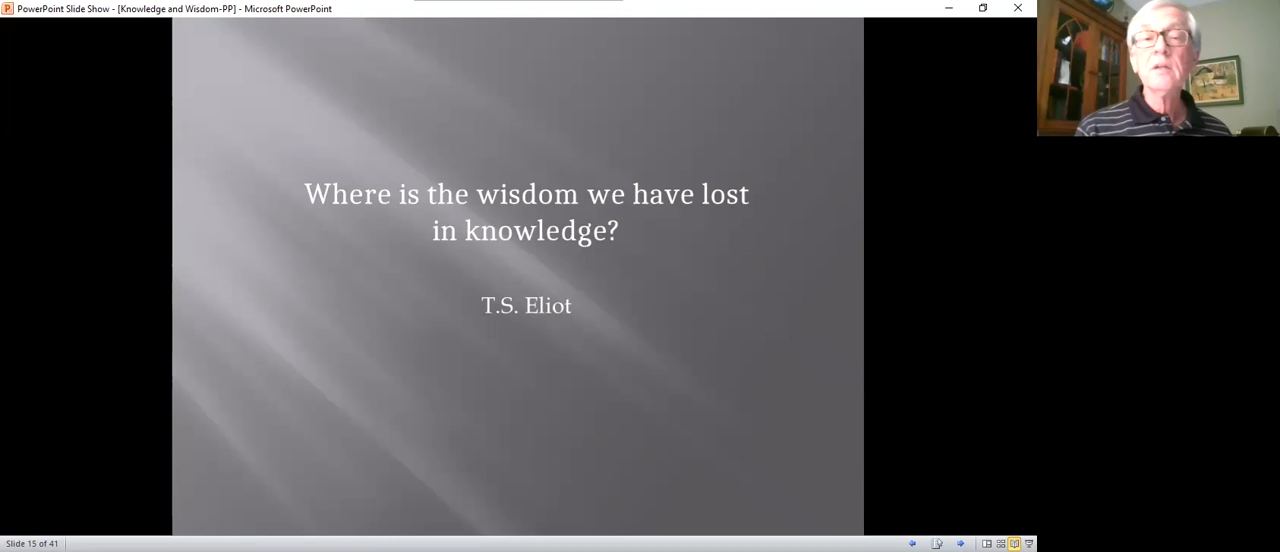 PowerPoint Slide Show - [Knowledge and Wisdom-PP] - Microsoft PowerPoint
Where is the wisdom we have lost
in knowledge?
T.S. Eliot
Slide 15 of 41